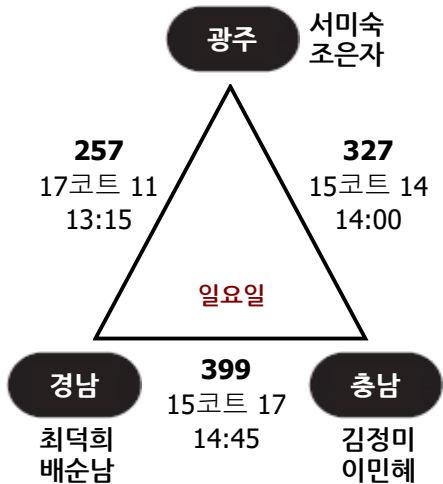 광주
서미숙
조은자
257
17코트 11
13:15
327
15코트 14
14:00
일요일
경남
최덕희
배순남
399
15코트 17
14:45
충남
김정미
이민혜